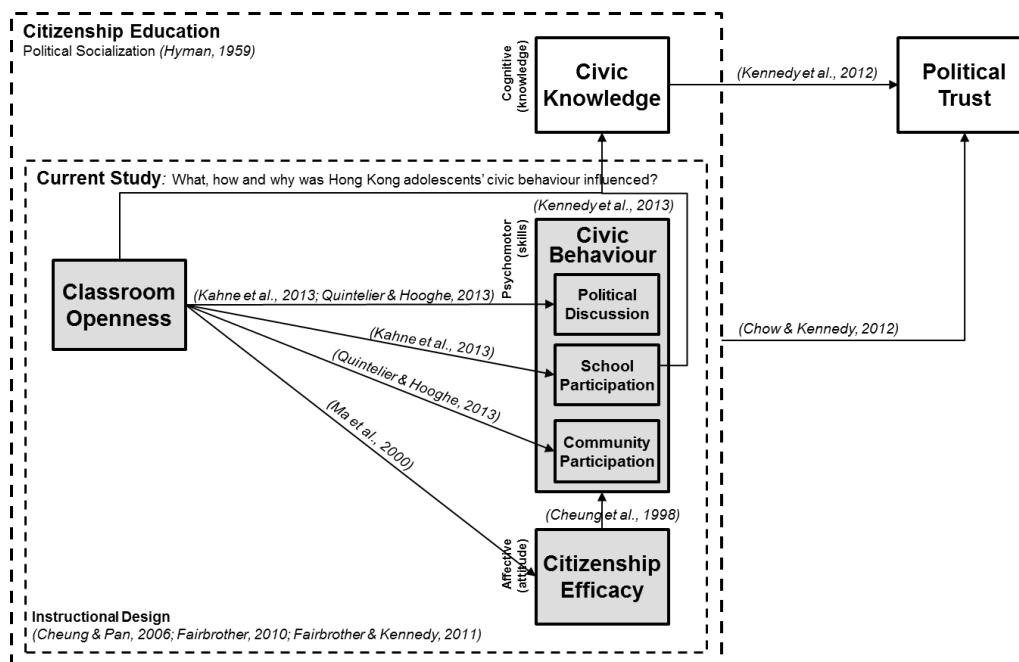 Citizenship Education
Political Socialization (Hyman, 1959)
Cognitive
(knowledge)
Civic
Knowledge
(Kennedy et al., 2012)
Political
Trust
Current Study: What, how and why was Hong Kong adolescents' civic behaviour influenced?
(Kennedy et al., 2013)
Psychomotor
(skills)
Civic
Behaviour
Classroom
Openness
(Kahne et al., 2013; Quintelier & Hooghe, 2013)
Political
Discussion
(Kahne et al., 2013)
(Chow & Kennedy, 2012)
School
Participation
(Quintelier & Hooghe, 2013)
Community
Participation
(Ma et al., 2000)
(Cheung et al., 1998)
Affective
(attitude)
Citizenship
Efficacy
Instructional Design
(Cheung & Pan, 2006; Fairbrother, 2010; Fairbrother & Kennedy, 2011)